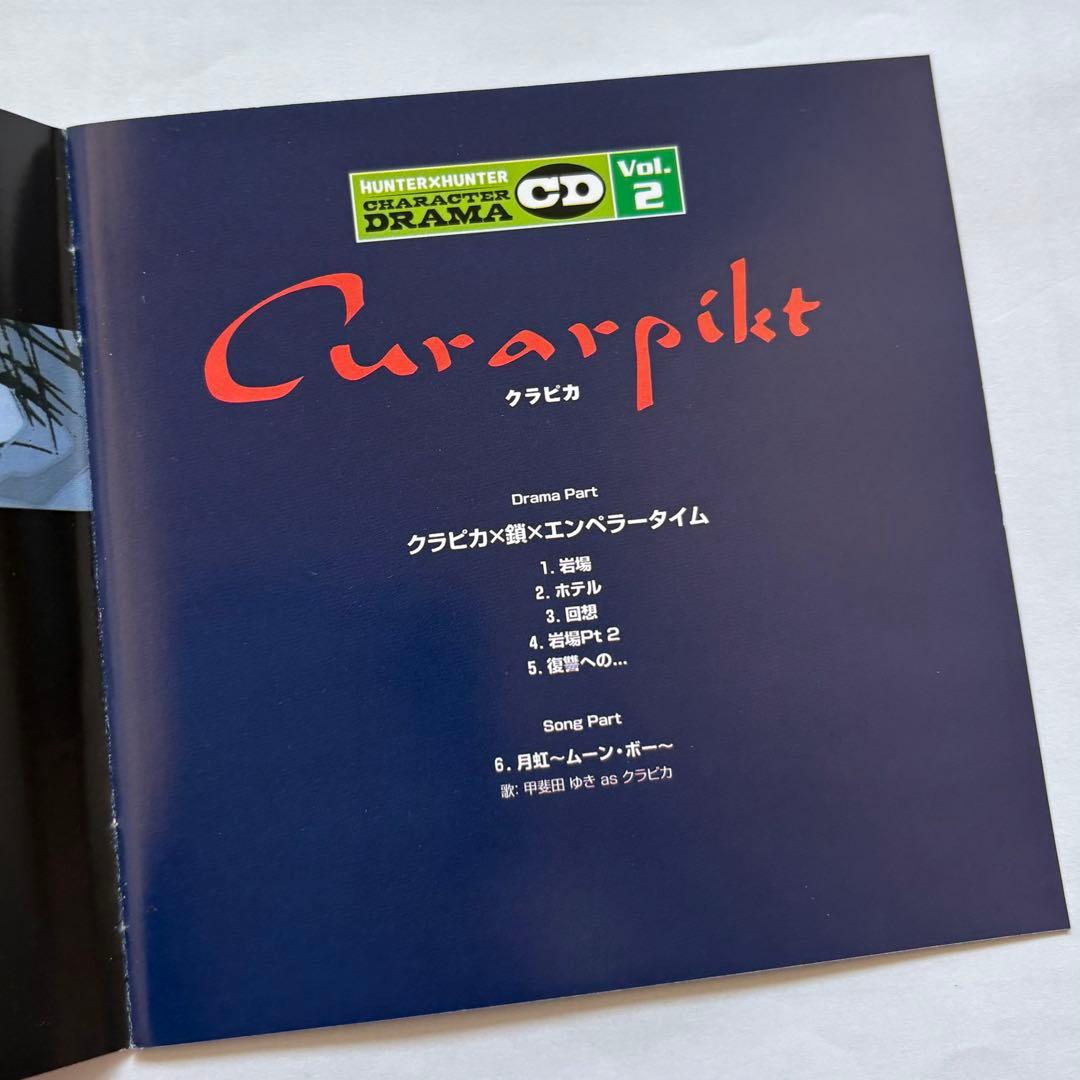 HUNTER×HUNTER
CHARACTER
DRAMA
CD
Vol.
2
Curarpikt
クラピカ
Drama Part
クラピカ×鎖×エンペラータイム
1. 岩場
2. ホテル
3. 回想
4. 岩場Pt 2
5. 復讐への…
Song Part
6. 月虹〜ムーン・ボー〜
歌: 甲斐田 ゆき as クラピカ